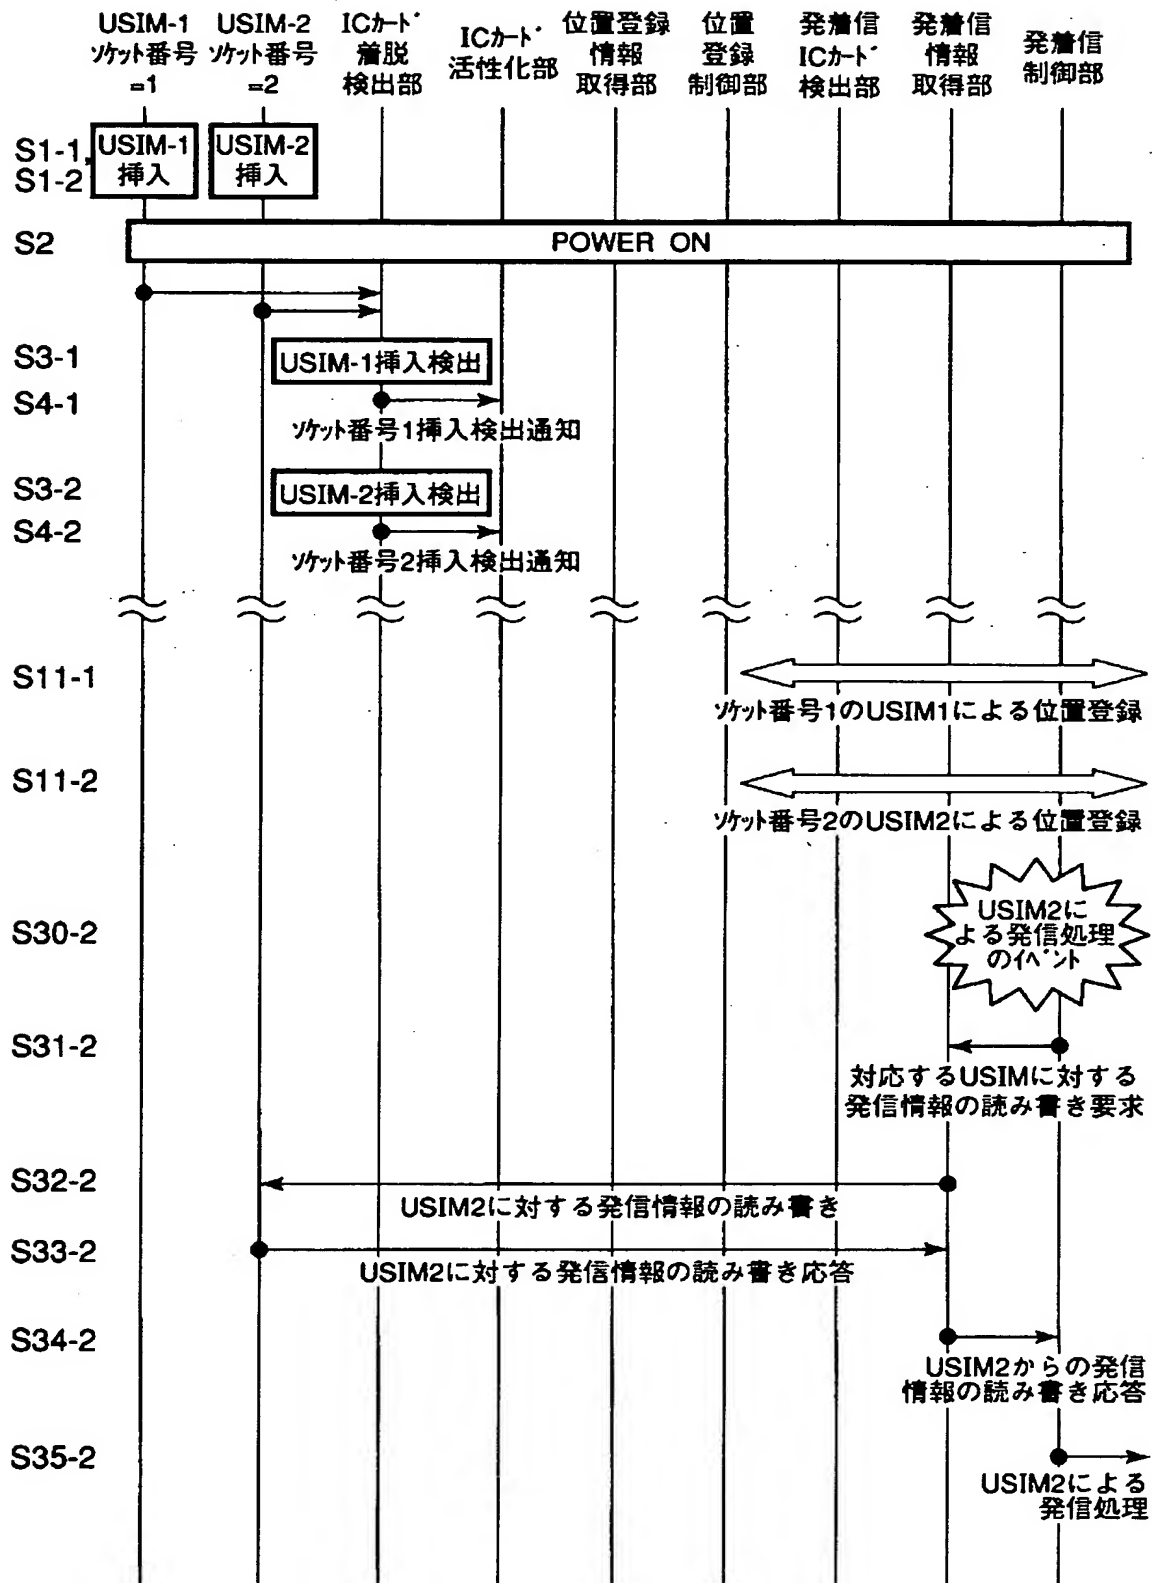 USIM-1
ソケット番号
=1
USIM-2
ソケット番号
=2
ICカード
着脱
検出部
ICカード
活性化部
位置登録
情報
取得部
位置
登録
制御部
発着信
ICカード
検出部
発着信
情報
取得部
発着信
制御部
S1-1,
S1-2
USIM-1
挿入
USIM-2
挿入
S2
POWER ON
S3-1
USIM-1挿入検出
S4-1
ソケット番号1挿入検出通知
S3-2
USIM-2挿入検出
S4-2
ソケット番号2挿入検出通知
S11-1
ソケット番号1のUSIM1による位置登録
S11-2
ソケット番号2のUSIM2による位置登録
S30-2
USIM2に
よる発信処理
のイベント
S31-2
対応するUSIMに対する
発信情報の読み書き要求
S32-2
USIM2に対する発信情報の読み書き
S33-2
USIM2に対する発信情報の読み書き応答
S34-2
USIM2からの発信
情報の読み書き応答
S35-2
USIM2による
発信処理